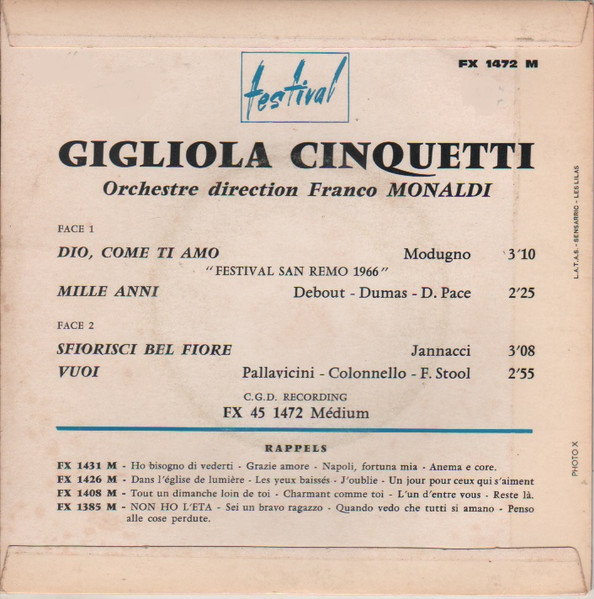 FX 1472 M
festival
GIGLIOLA CINQUETTI
Orchestre direction Franco MONALDI
FACE 1
DIO, COME TI AMO Modugno 3'10
"FESTIVAL SAN REMO 1966"
MILLE ANNI Debout - Dumas - D. Pace 2'25
FACE 2
SFIORISCI BEL FIORE Jannacci 3'08
VUOI Pallavicini - Colonnello - F. Stool 2'55
C.G.D. RECORDING
FX 45 1472 Médium
RAPPELS
FX 1431 M - Ho bisogno di vederti - Grazie amore - Napoli, fortuna mia - Anema e core.
FX 1426 M - Dans l'église de lumière - Les yeux baissés - J'oublie - Un jour pour ceux qui s'aiment
FX 1408 M - Tout un dimanche loin de toi - Charmant comme toi - L'un d'entre vous - Reste là.
FX 1385 M - NON HO L'ETA - Sei un bravo ragazzo - Quando vedo che tutti si amano - Penso
alle cose perdute.
L.A.T.A.S. - SENSARRIC - LES LILAS
PHOTO X